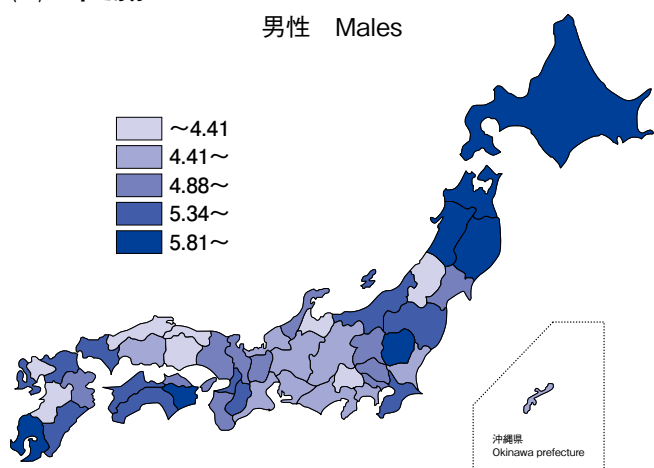 男性 Males
～4.41
4.41～
4.88～
5.34～
5.81～
沖縄県
Okinawa prefecture